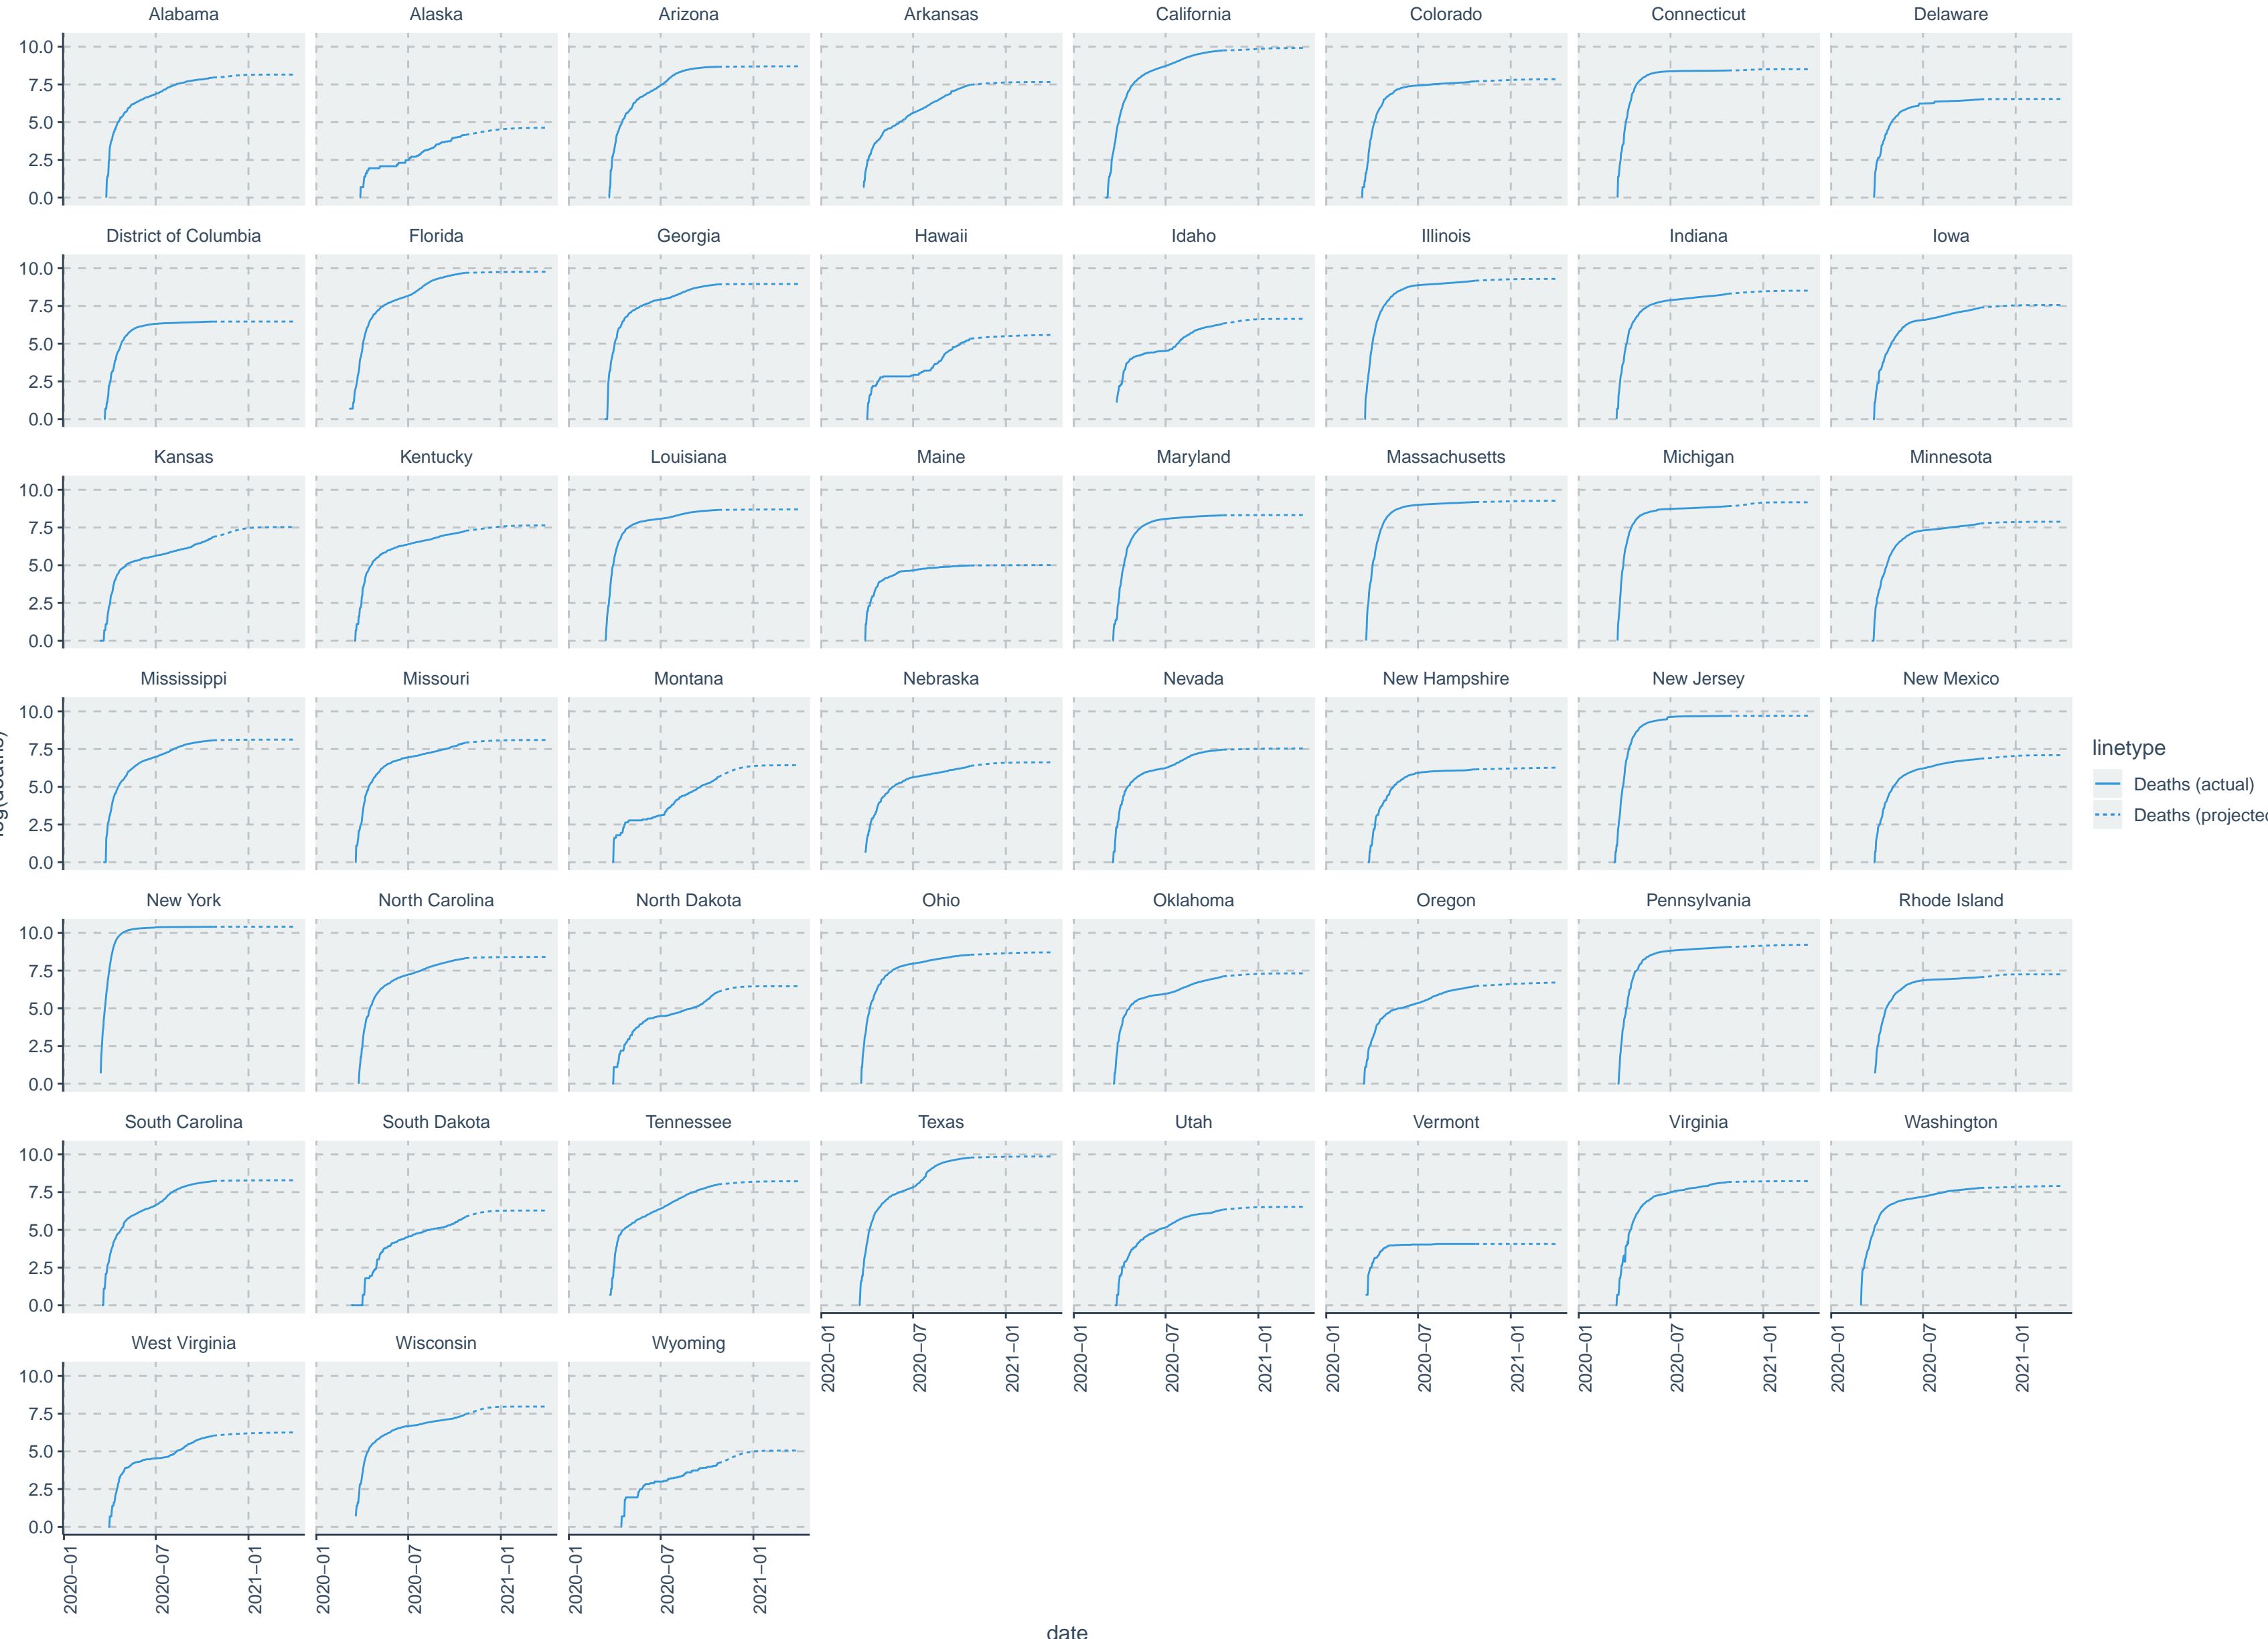 Alabama Alaska Arizona Arkansas California Colorado Connecticut Delaware
10.0
7.5
5.0
2.5
0.0
District of Columbia Florida Georgia Hawaii Idaho Illinois Indiana Iowa
10.0
7.5
5.0
2.5
0.0
Kansas Kentucky Louisiana Maine Maryland Massachusetts Michigan Minnesota
10.0
7.5
5.0
2.5
0.0
Mississippi Missouri Montana Nebraska Nevada New Hampshire New Jersey New Mexico
10.0
7.5
5.0
2.5
0.0
linetype
Deaths (actual)
Deaths (projected
New York North Carolina North Dakota Ohio Oklahoma Oregon Pennsylvania Rhode Island
10.0
7.5
5.0
2.5
0.0
South Carolina South Dakota Tennessee Texas Utah Vermont Virginia Washington
10.0
7.5
5.0
2.5
0.0
2020−01 2020−07 2021−01 2020−01 2020−07 2021−01 2020−01 2020−07 2021−01 2020−01 2020−07 2021−01 2020−01 2020−07 2021−01
West Virginia Wisconsin Wyoming
10.0
7.5
5.0
2.5
0.0
2020−01 2020−07 2021−01 2020−01 2020−07 2021−01 2020−01 2020−07 2021−01
date